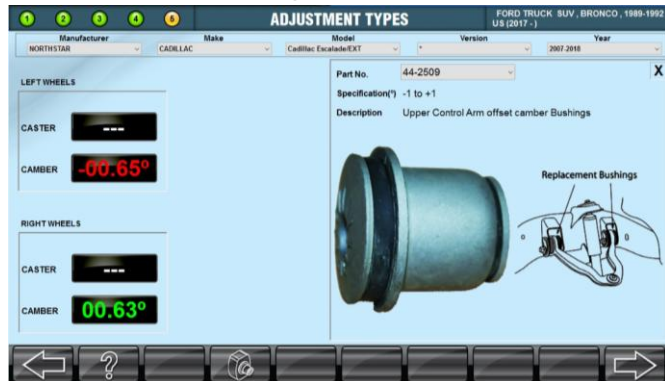 1 2 3 4 5
ADJUSTMENT TYPES
FORD TRUCK SUV , BRONCO , 1989-1992
US (2017 - )
Manufacturer Make Model Version Year
NORTHSTAR CADILLAC Cadillac Escalade/EXT * 2007-2018
LEFT WHEELS
CASTER ---
CAMBER -00.65º
RIGHT WHEELS
CASTER ---
CAMBER 00.63º
Part No. 44-2509 X
Specification(º) -1 to +1
Description Upper Control Arm offset camber Bushings
Replacement Bushings
?